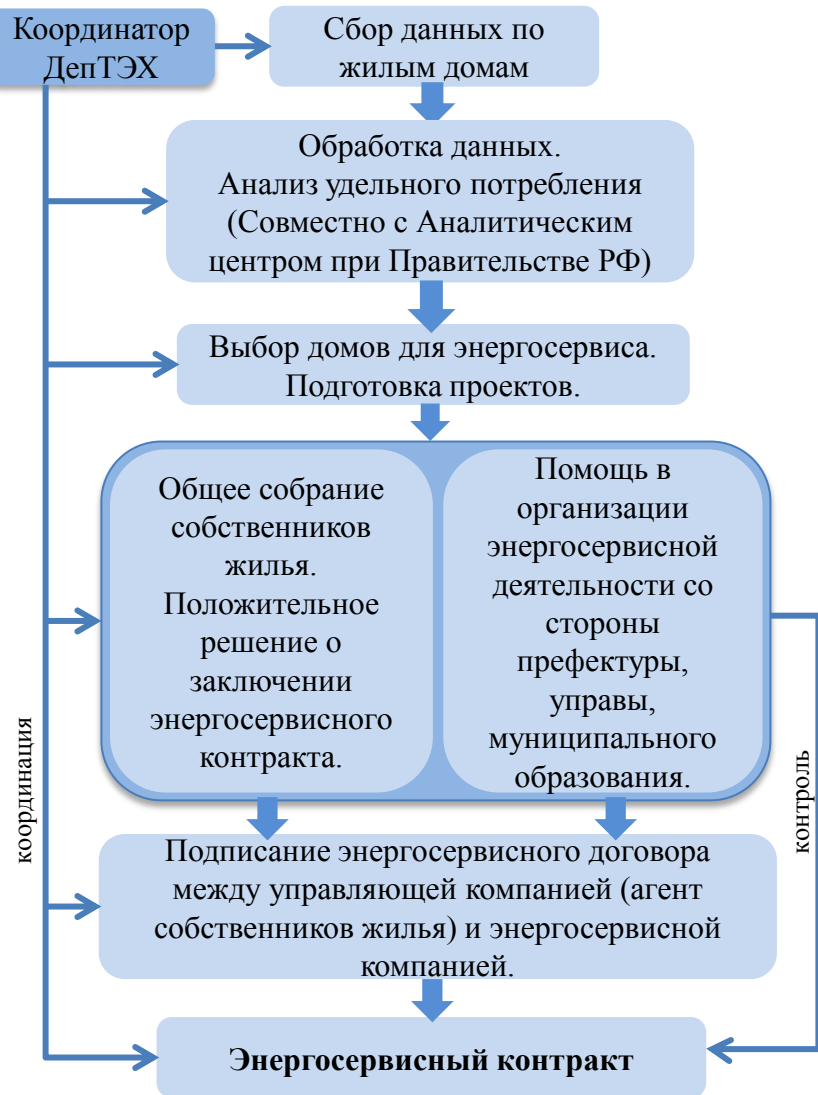 Координатор
ДепТЭХ
Сбор данных по
жилым домам
Обработка данных.
Анализ удельного потребления
(Совместно с Аналитическим
центром при Правительстве РФ)
Выбор домов для энергосервиса.
Подготовка проектов.
Общее собрание
собственников
жилья.
Положительное
решение о
заключении
энергосервисного
контракта.
Помощь в
организации
энергосервисной
деятельности со
стороны
префектуры,
управы,
муниципального
образования.
координация
контроль
Подписание энергосервисного договора
между управляющей компанией (агент
собственников жилья) и энергосервисной
компанией.
Энергосервисный контракт